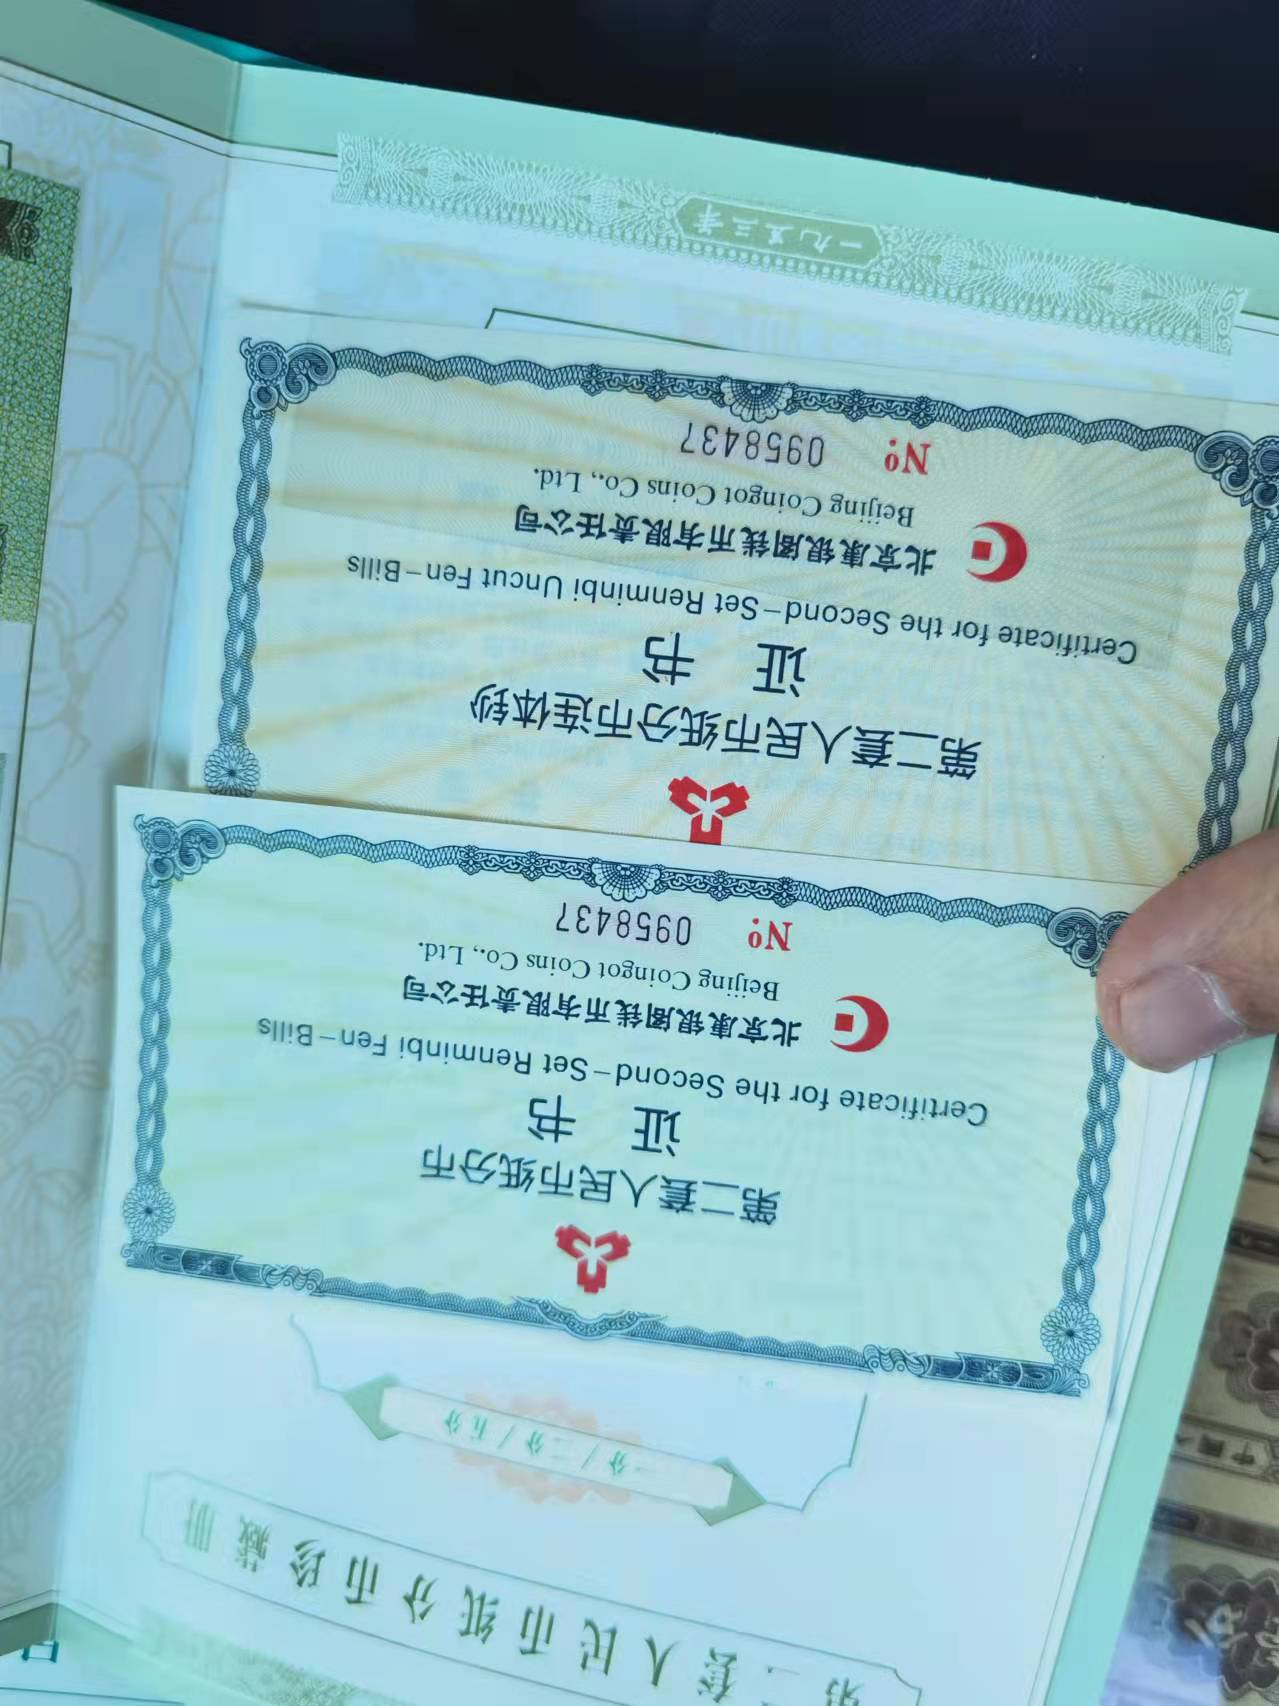 第二套人民币纸分币珍藏册
一分/二分/五分
第二套人民币纸分币
证 书
Certificate for the Second-Set Renminbi Fen-Bills
北京康银阁钱币有限责任公司
Beijing Coingot Coins Co., Ltd.
Nº 0958437
第二套人民币纸分币连体钞
证 书
Certificate for the Second-Set Renminbi Uncut Fen-Bills
北京康银阁钱币有限责任公司
Beijing Coingot Coins Co., Ltd.
Nº 0958437
一九五三年